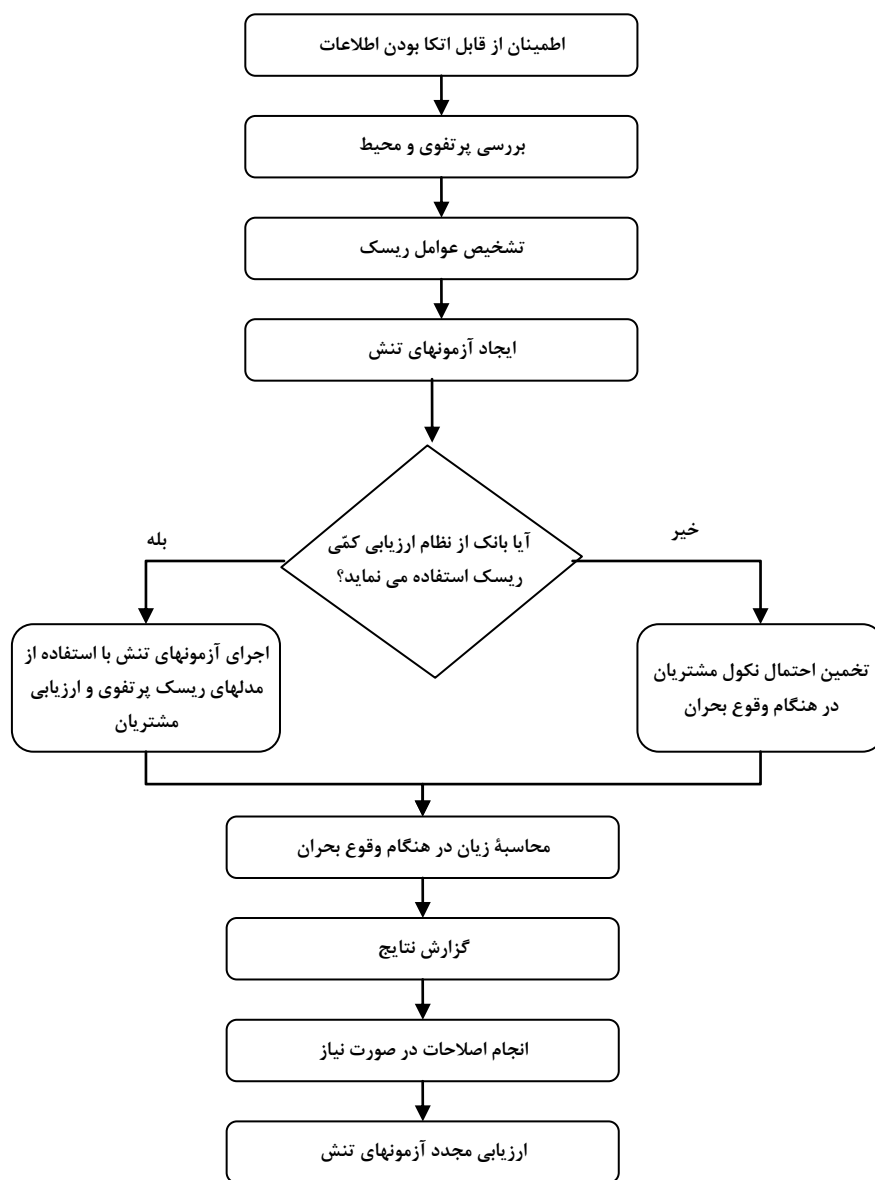 اطمینان از قابل اتکا بودن اطلاعات
بررسی پرتفوی و محیط
تشخیص عوامل ریسک
ایجاد آزمونهای تنش
آیا بانک از نظام ارزیابی کمّی
ریسک استفاده می نماید؟
خیر
بله
تخمین احتمال نکول مشتریان
در هنگام وقوع بحران
اجرای آزمونهای تنش با استفاده از
مدلهای ریسک پرتفوی و ارزیابی
مشتریان
محاسبۀ زیان در هنگام وقوع بحران
گزارش نتایج
انجام اصلاحات در صورت نیاز
ارزیابی مجدد آزمونهای تنش